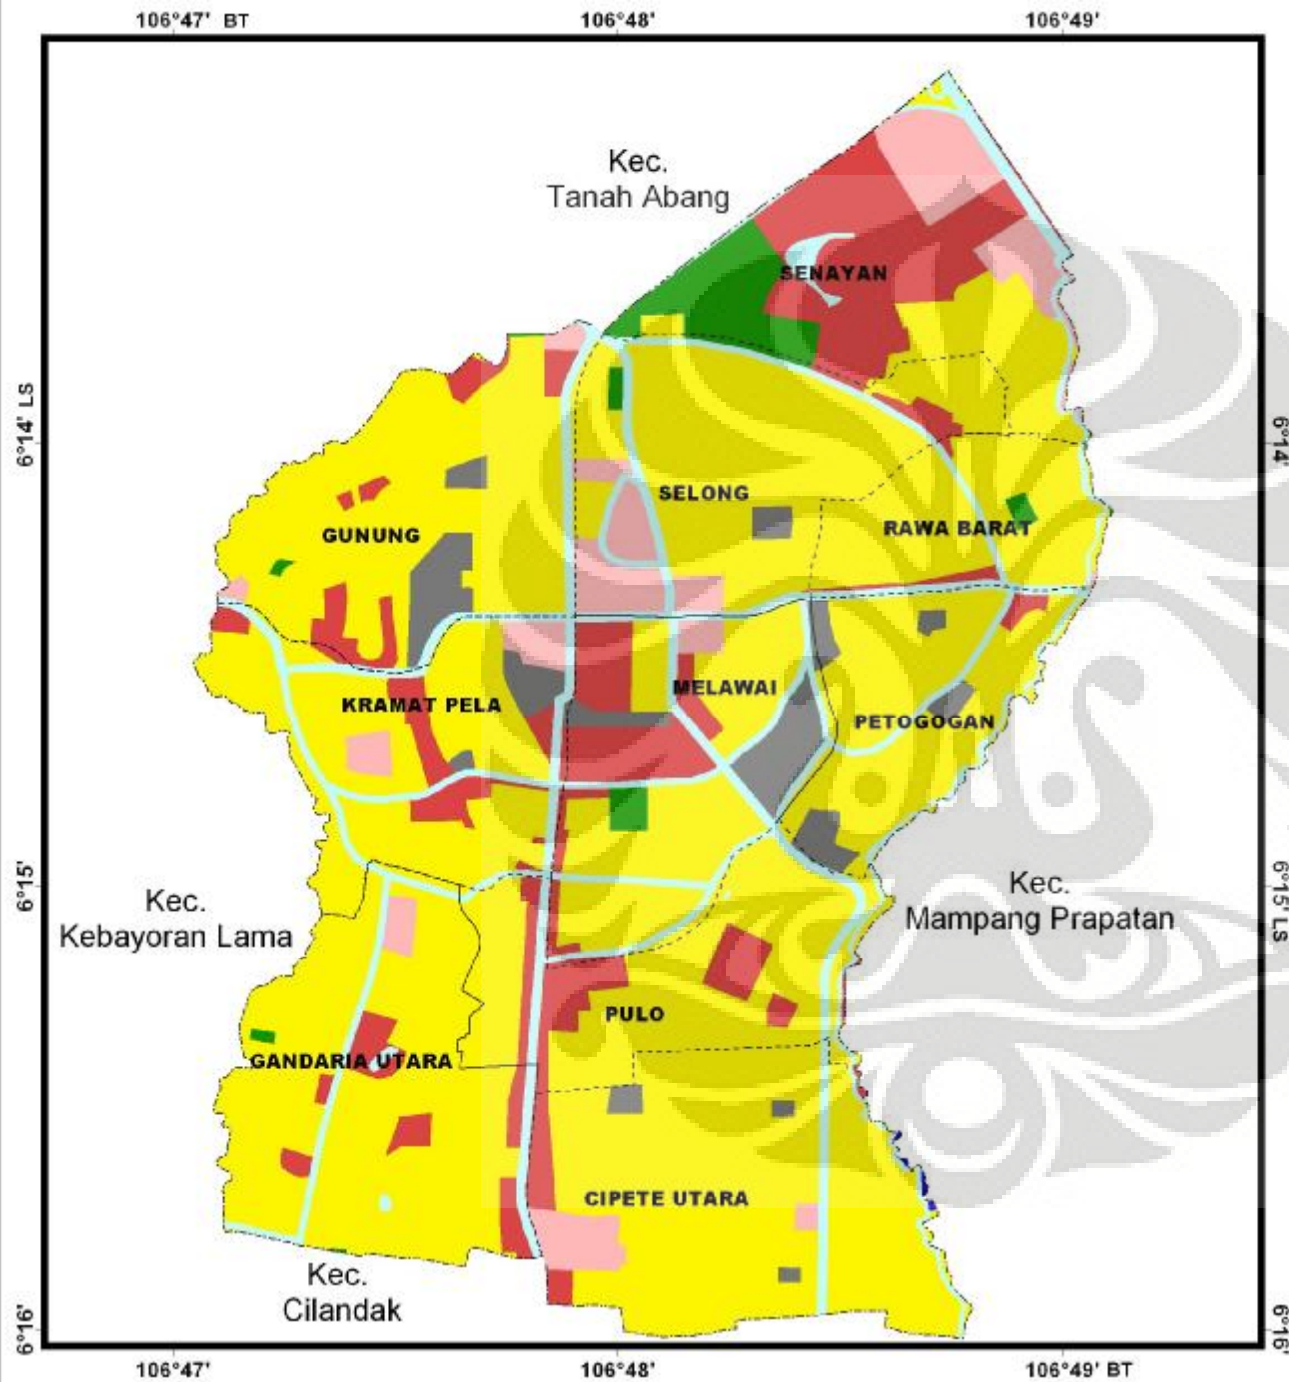 106°47' BT
106°48'
106°49'
Kec.
Tanah Abang
SENAYAN
6°14' LS
6°14'
SELONG
GUNUNG
RAWA BARAT
MELAWAI
KRAMAT PELA
PETOGOGAN
6°15'
6°15' LS
Kec.
Kebayoran Lama
Kec.
Mampang Prapatan
PULO
GANDARIA UTARA
CIPETE UTARA
Kec.
Cilandak
6°16'
6°16'
106°47'
106°48'
106°49' BT